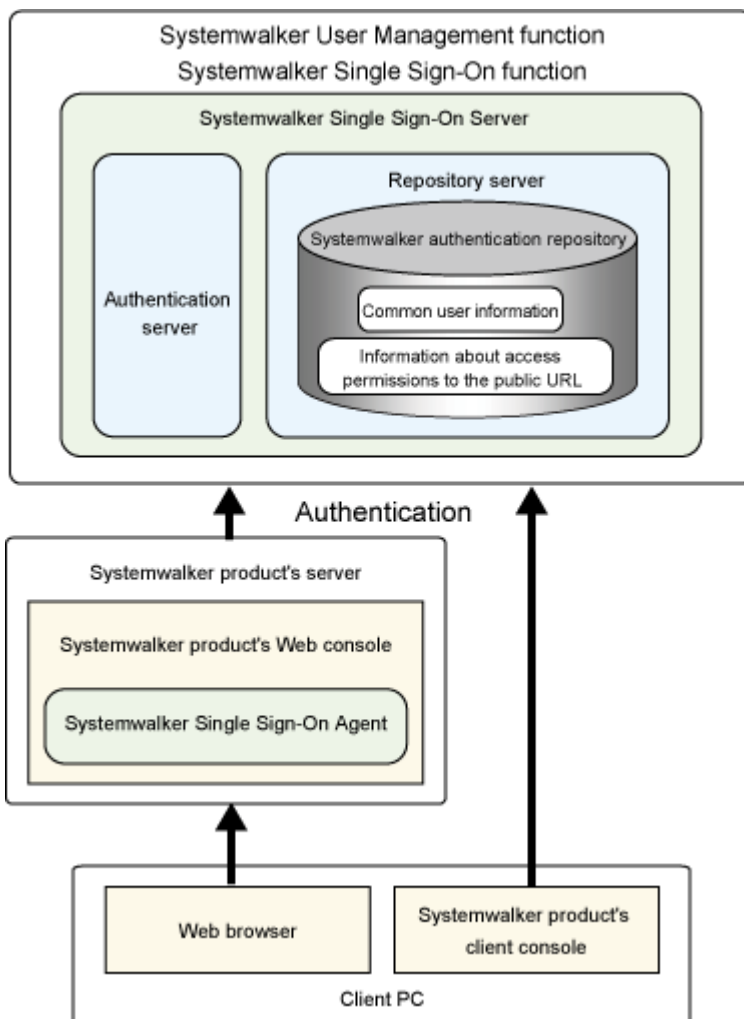 Systemwalker User Management function
Systemwalker Single Sign-On function
Systemwalker Single Sign-On Server
Authentication
server
Repository server
Systemwalker authentication repository
Common user information
Information about access
permissions to the public URL
Authentication
Systemwalker product's server
Systemwalker product's Web console
Systemwalker Single Sign-On Agent
Web browser
Systemwalker product's
client console
Client PC